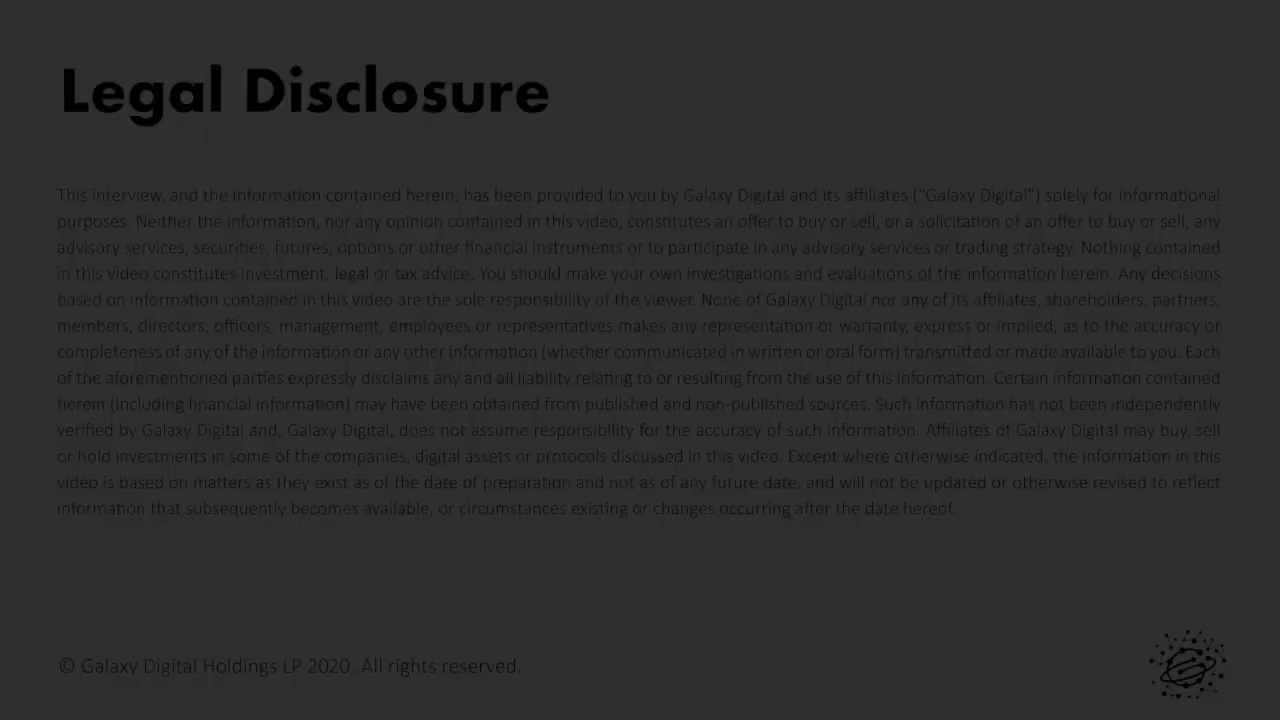 Legal Disclosure
This interview, and the information contained herein, has been provided to you by Galaxy Digital and its affiliates (“Galaxy Digital”) solely for informational
purposes. Neither the information, nor any opinion contained in this video, constitutes an offer to buy or sell, or a solicitation of an offer to buy or sell, any
advisory services, securities, futures, options or other financial instruments or to participate in any advisory services or trading strategy. Nothing contained
in this video constitutes investment, legal or tax advice. You should make your own investigations and evaluations of the information herein. Any decisions
based on information contained in this video are the sole responsibility of the viewer. None of Galaxy Digital nor any of its affiliates, shareholders, partners,
members, directors, officers, management, employees or representatives makes any representation or warranty, express or implied, as to the accuracy or
completeness of any of the information or any other information (whether communicated in written or oral form) transmitted or made available to you. Each
of the aforementioned parties expressly disclaims any and all liability relating to or resulting from the use of this information. Certain information contained
herein (including financial information) may have been obtained from published and non-published sources. Such information has not been independently
verified by Galaxy Digital and, Galaxy Digital, does not assume responsibility for the accuracy of such information. Affiliates of Galaxy Digital may buy, sell
or hold investments in some of the companies, digital assets or protocols discussed in this video. Except where otherwise indicated, the information in this
video is based on matters as they exist as of the date of preparation and not as of any future date, and will not be updated or otherwise revised to reflect
information that subsequently becomes available, or circumstances existing or changes occurring after the date hereof.
© Galaxy Digital Holdings LP 2020. All rights reserved.